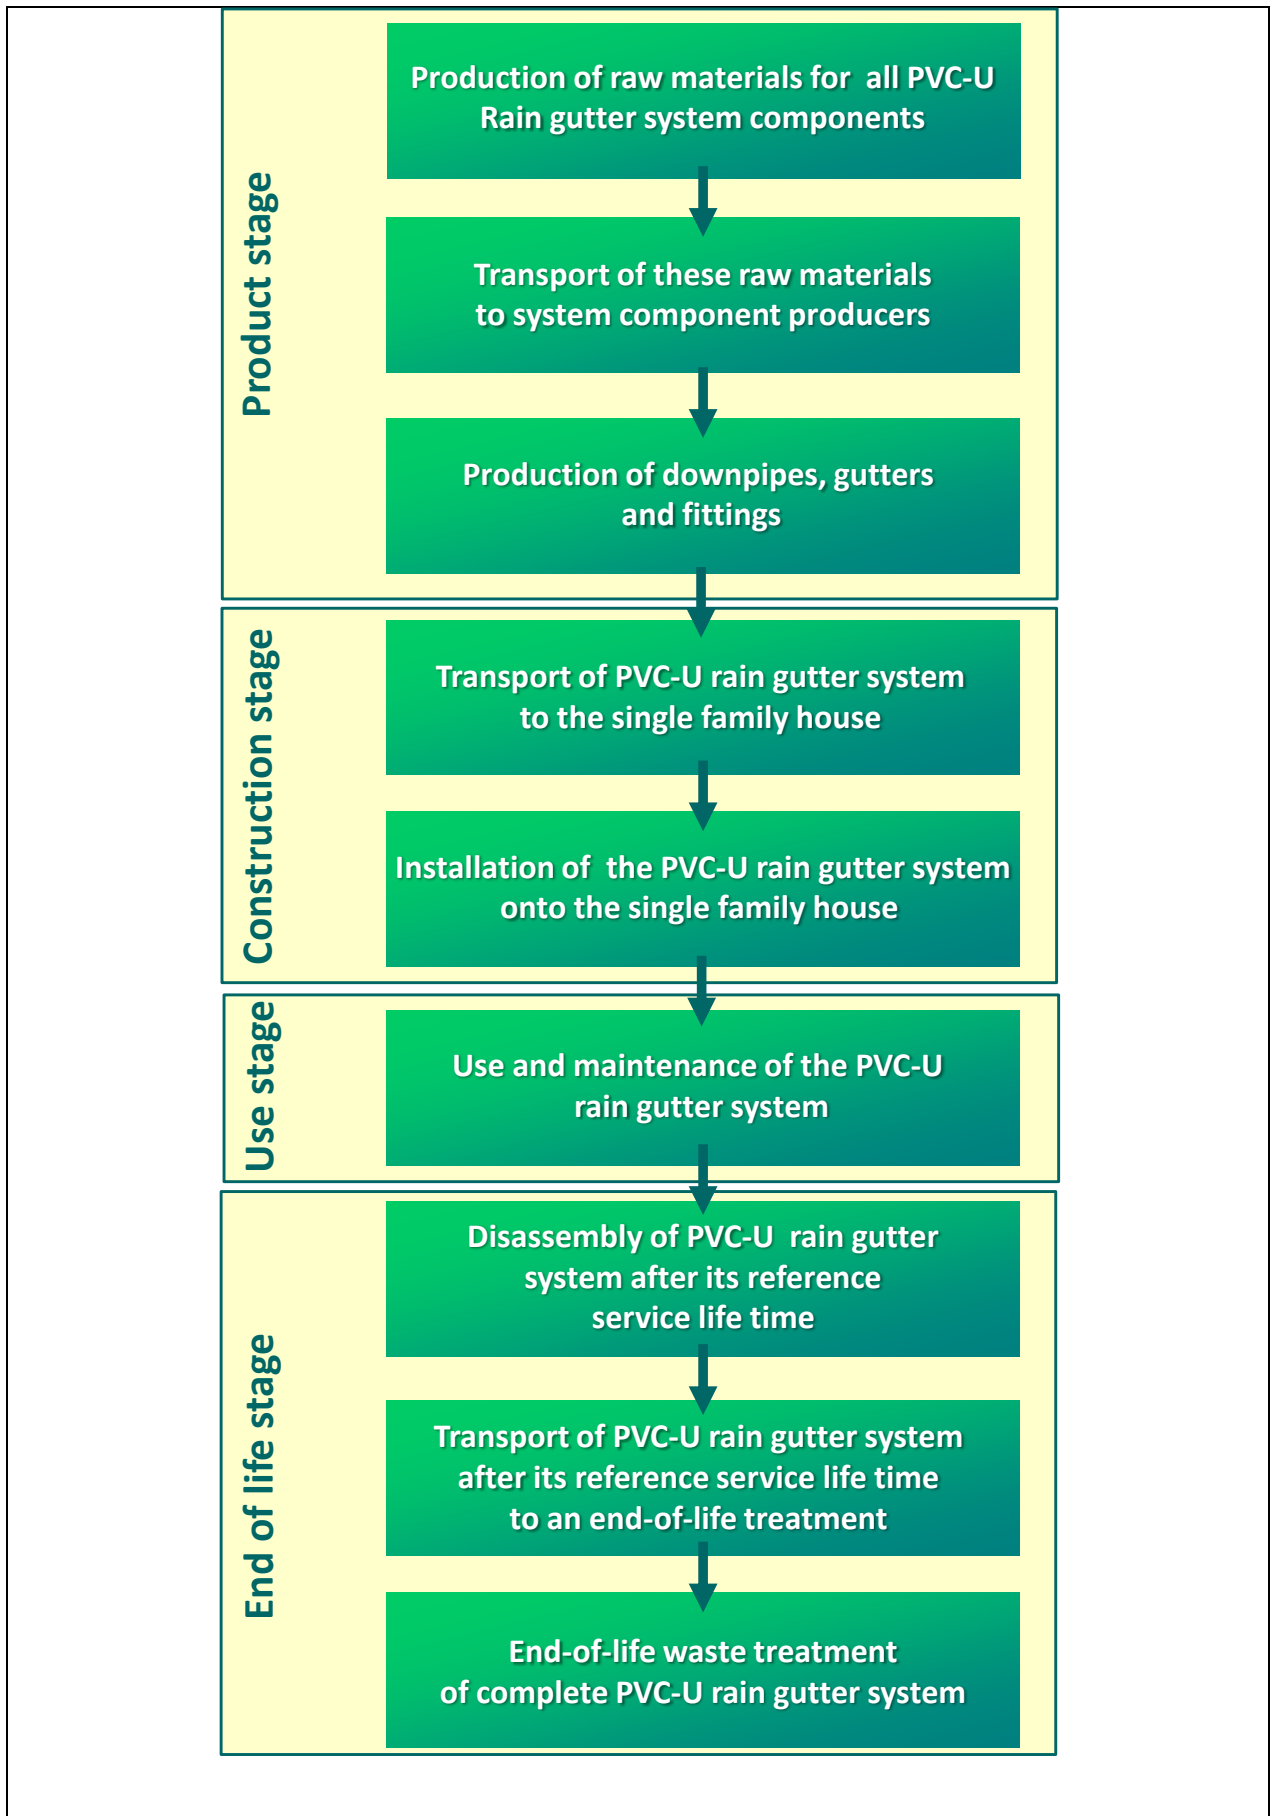 Product stage
Production of raw materials for all PVC-U
Rain gutter system components
Transport of these raw materials
to system component producers
Production of downpipes, gutters
and fittings
Construction stage
Transport of PVC-U rain gutter system
to the single family house
Installation of the PVC-U rain gutter system
onto the single family house
Use stage
Use and maintenance of the PVC-U
rain gutter system
End of life stage
Disassembly of PVC-U rain gutter
system after its reference
service life time
Transport of PVC-U rain gutter system
after its reference service life time
to an end-of-life treatment
End-of-life waste treatment
of complete PVC-U rain gutter system